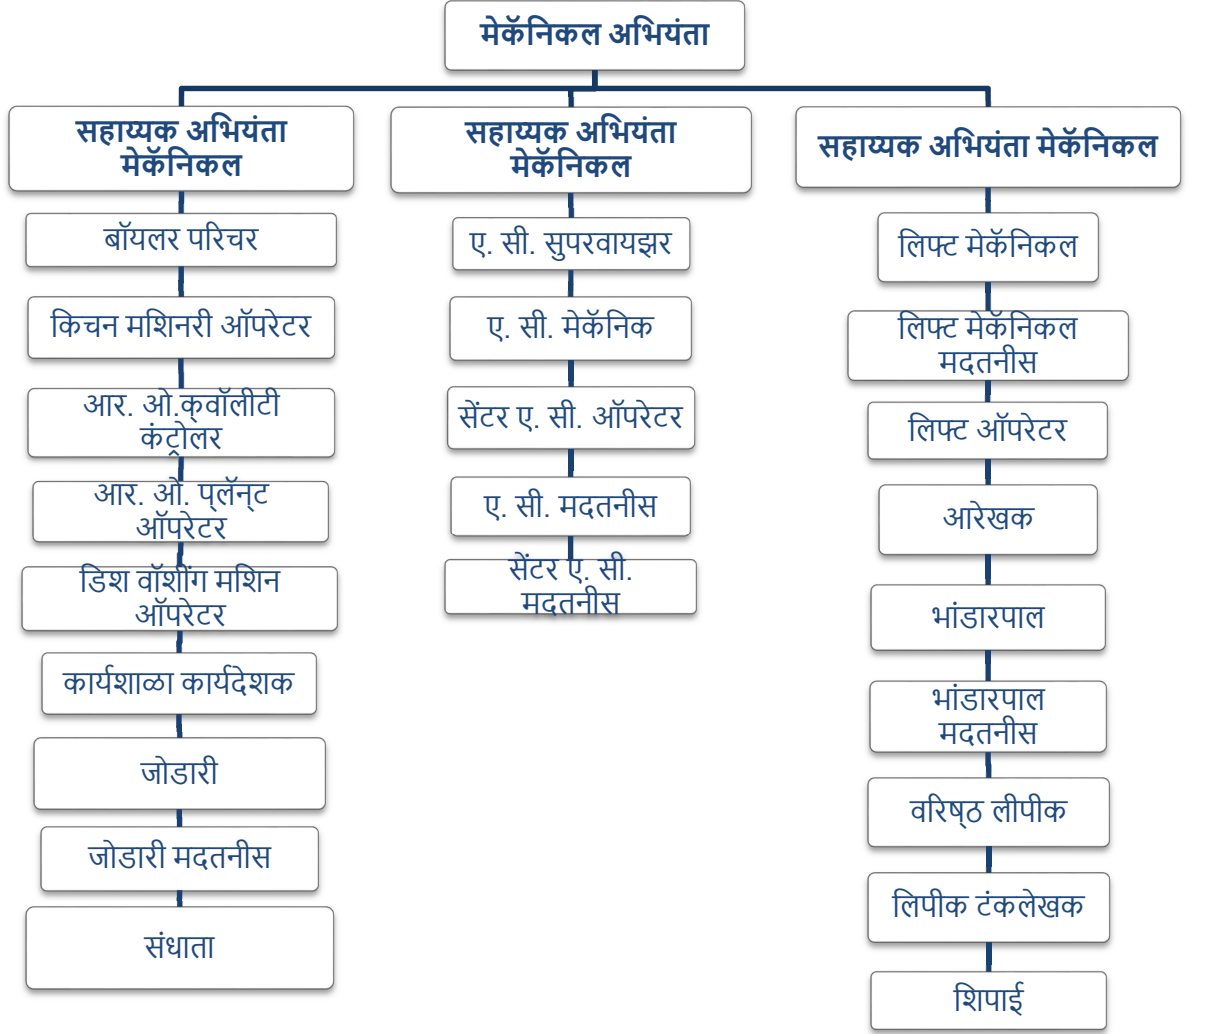 मेकॅनिकल अभियंता
सहाय्यक अभियंता
मेकॅनिकल
बॉयलर परिचर
किचन मशिनरी ऑपरेटर
आर. ओ.क्वॉलीटी
कंट्रोलर
आर. ओ. प्लॅन्ट
ऑपरेटर
डिश वॉशींग मशिन
ऑपरेटर
कार्यशाळा कार्यदेशक
जोडारी
जोडारी मदतनीस
संधाता
सहाय्यक अभियंता
मेकॅनिकल
ए. सी. सुपरवायझर
ए. सी. मेकॅनिक
सेंटर ए. सी. ऑपरेटर
ए. सी. मदतनीस
सेंटर ए. सी.
मदतनीस
सहाय्यक अभियंता मेकॅनिकल
लिफ्ट मेकॅनिकल
लिफ्ट मेकॅनिकल
मदतनीस
लिफ्ट ऑपरेटर
आरेखक
भांडारपाल
भांडारपाल
मदतनीस
वरिष्ठ लीपीक
लिपीक टंकलेखक
शिपाई